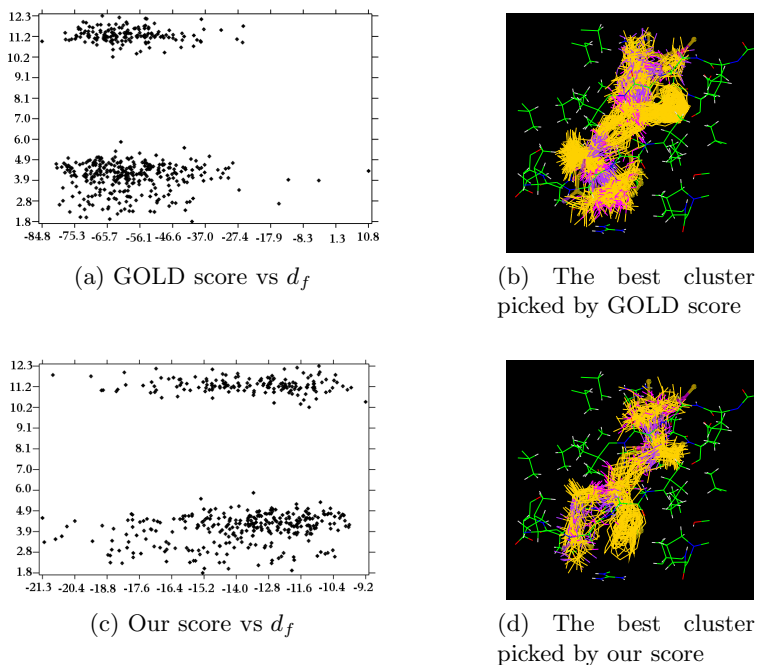 12.3
11.2
10.2
9.1
8.1
7.0
6.0
4.9
3.9
2.8
1.8
-84.8 -75.3 -65.7 -56.1 -46.6 -37.0 -27.4 -17.9 -8.3 1.3 10.8
(a) GOLD score vs d_f
(b) The best cluster
picked by GOLD score
12.3
11.2
10.2
9.1
8.1
7.0
6.0
4.9
3.9
2.8
1.8
-21.3 -20.4 -18.8 -17.6 -16.4 -15.2 -14.0 -12.8 -11.6 -10.4 -9.2
(c) Our score vs d_f
(d) The best cluster
picked by our score